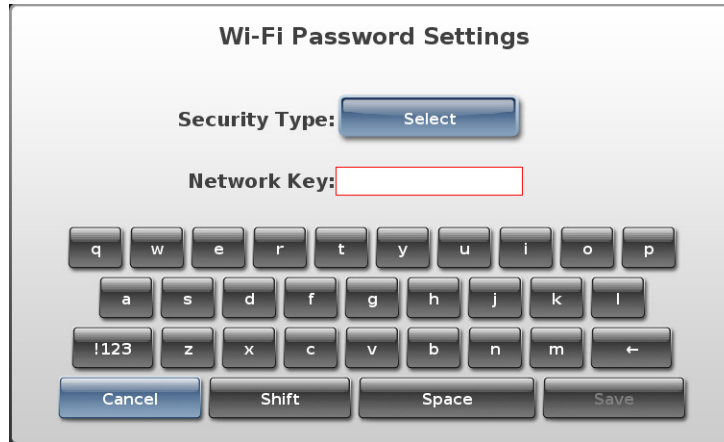 Wi-Fi Password Settings
Security Type: Select
Network Key:
q w e r t y u i o p
a s d f g h j k l
!123 z x c v b n m ←
Cancel Shift Space Save